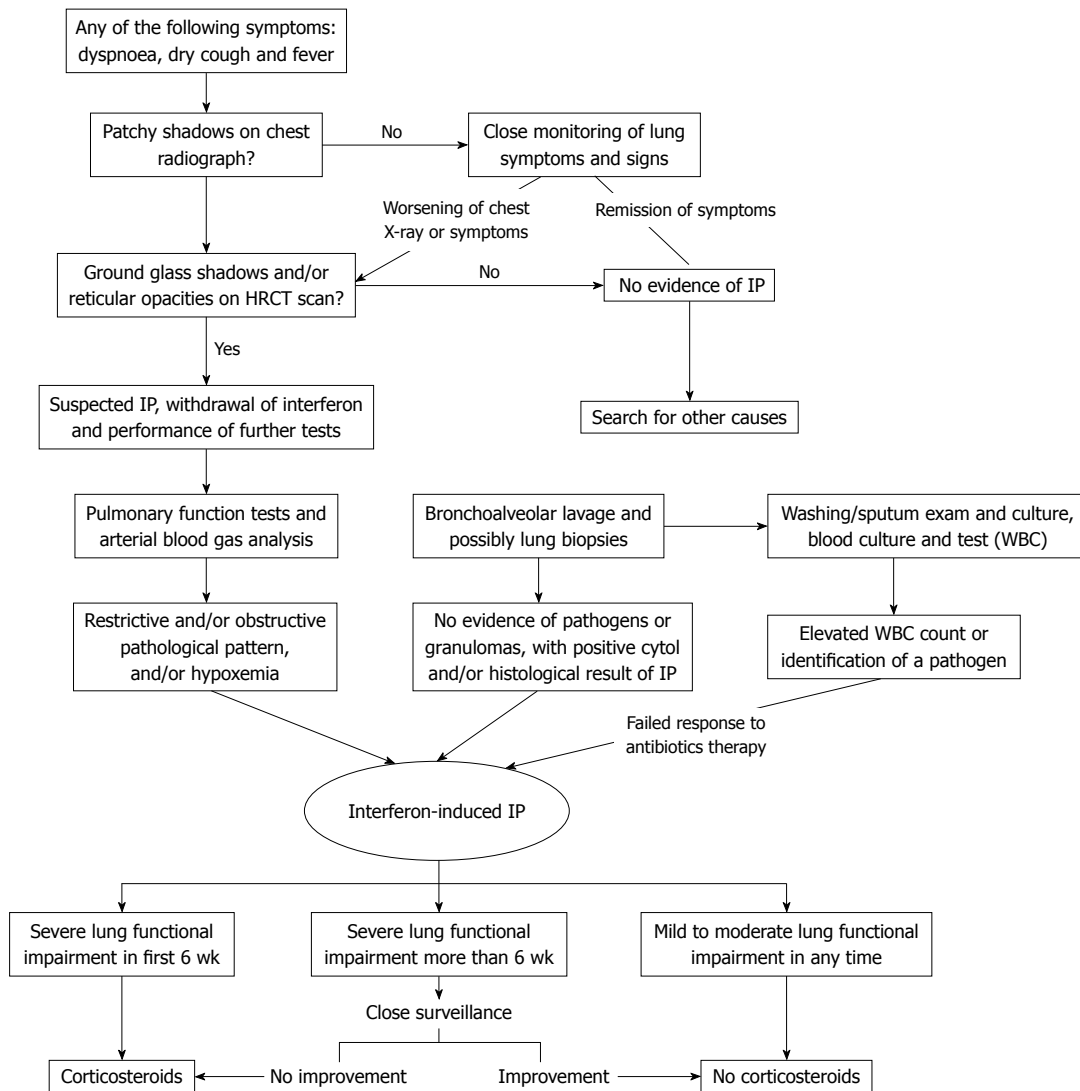 Any of the following symptoms:
dyspnoea, dry cough and fever
Patchy shadows on chest
radiograph?
No
Close monitoring of lung
symptoms and signs
Worsening of chest
X-ray or symptoms
Remission of symptoms
Ground glass shadows and/or
reticular opacities on HRCT scan?
No
No evidence of IP
Yes
Suspected IP, withdrawal of interferon
and performance of further tests
Search for other causes
Pulmonary function tests and
arterial blood gas analysis
Bronchoalveolar lavage and
possibly lung biopsies
Washing/sputum exam and culture,
blood culture and test (WBC)
Restrictive and/or obstructive
pathological pattern,
and/or hypoxemia
No evidence of pathogens or
granulomas, with positive cytol
and/or histological result of IP
Elevated WBC count or
identification of a pathogen
Failed response to
antibiotics therapy
Interferon-induced IP
Severe lung functional
impairment in first 6 wk
Severe lung functional
impairment more than 6 wk
Mild to moderate lung functional
impairment in any time
Close surveillance
Corticosteroids
No improvement
Improvement
No corticosteroids